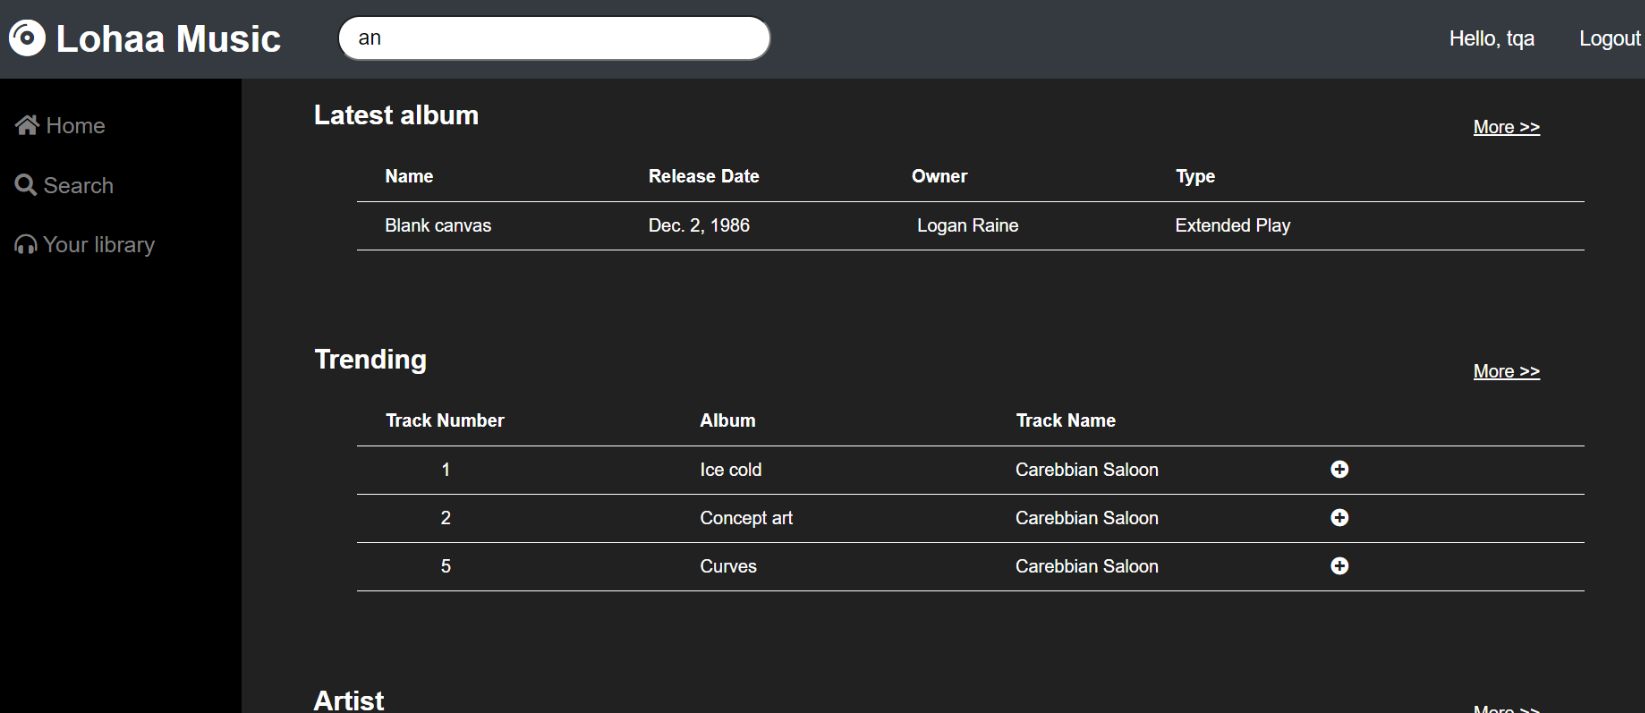 Lohaa Music
an
Hello, tqa
Logout
Home
Search
Your library
Latest album
More >>
Name Release Date Owner Type
Blank canvas Dec. 2, 1986 Logan Raine Extended Play
Trending
More >>
Track Number Album Track Name
1 Ice cold Carebbian Saloon
2 Concept art Carebbian Saloon
5 Curves Carebbian Saloon
Artist
More >>